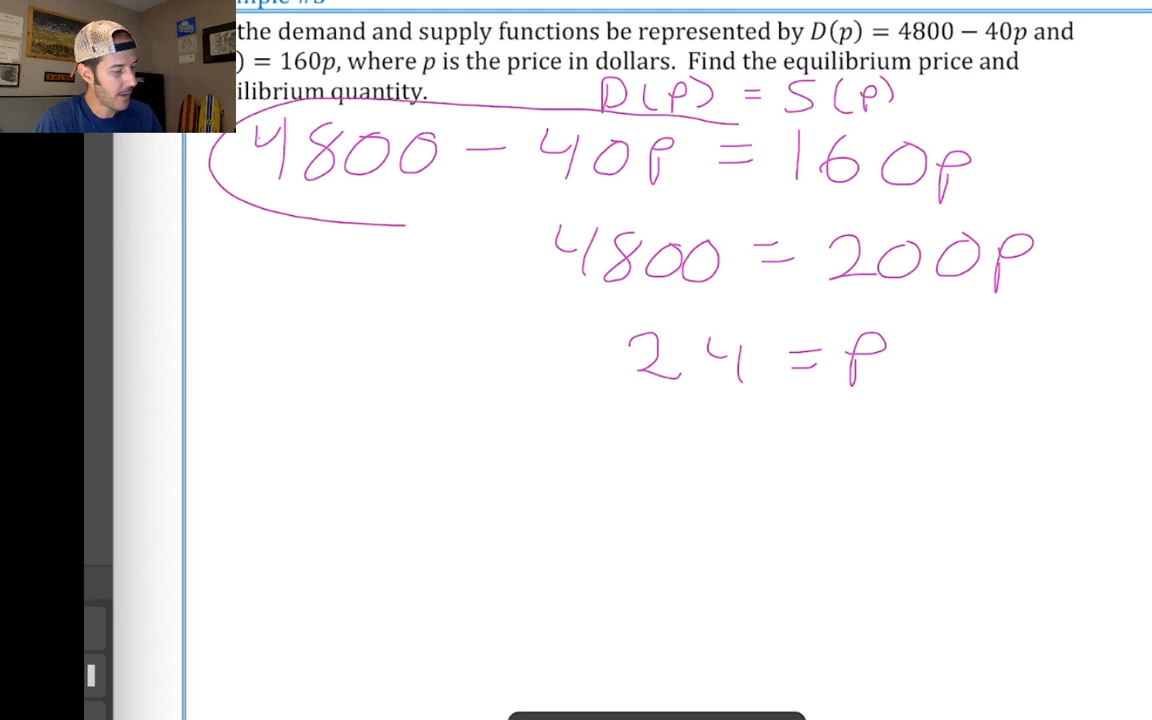 the demand and supply functions be represented by D(p) = 4800 − 40p and
) = 160p, where p is the price in dollars. Find the equilibrium price and
ilibrium quantity.
D(P) = S(P)
4800 − 40p = 160p
4800 = 200p
24 = p